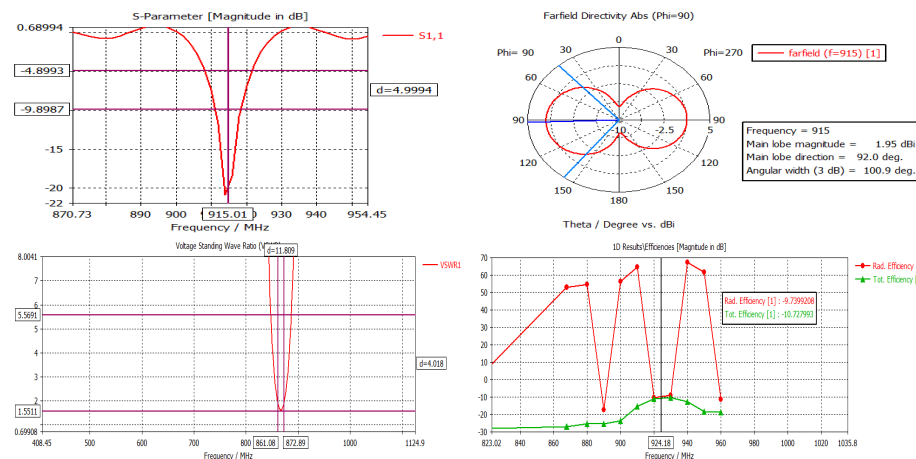 S-Parameter [Magnitude in dB]
0.68994
-4.8993
-9.8987
-15
-20
-22
S1,1
d=4.9994
870.73 890 900 915.01 930 940 954.45
Frequency / MHz
Farfield Directivity Abs (Phi=90)
Phi= 90 30 0 30 Phi=270
60 60
90 -10 -2.5 5 90
120 120
150 180 150
Theta / Degree vs. dBi
farfield (f=915) [1]
Frequency = 915
Main lobe magnitude = 1.95 dBi
Main lobe direction = 92.0 deg.
Angular width (3 dB) = 100.9 deg.
Voltage Standing Wave Ratio (VSWR)
d=11.809
8.0041
5.5691
4
3
2
1.5511
0.69908
VSWR1
d=4.018
408.45 500 600 700 800 861.08 872.89 1000 1124.9
Frequency / MHz
1D Results\Efficiencies [Magnitude in dB]
70
60
50
40
30
20
10
0
-10
-20
-30
Rad. Efficiency
Tot. Efficiency [1]
Rad. Efficiency [1] : -9.7399208
Tot. Efficiency [1] : -10.727993
823.02 840 860 880 900 924.18 940 960 980 1000 1035.8
Frequency / MHz